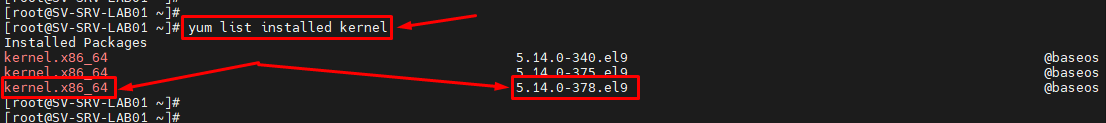 [root@SV-SRV-LAB01 ~]#
[root@SV-SRV-LAB01 ~]# yum list installed kernel
Installed Packages
kernel.x86_64 5.14.0-340.el9 @baseos
kernel.x86_64 5.14.0-375.el9 @baseos
kernel.x86_64 5.14.0-378.el9 @baseos
[root@SV-SRV-LAB01 ~]#
[root@SV-SRV-LAB01 ~]#